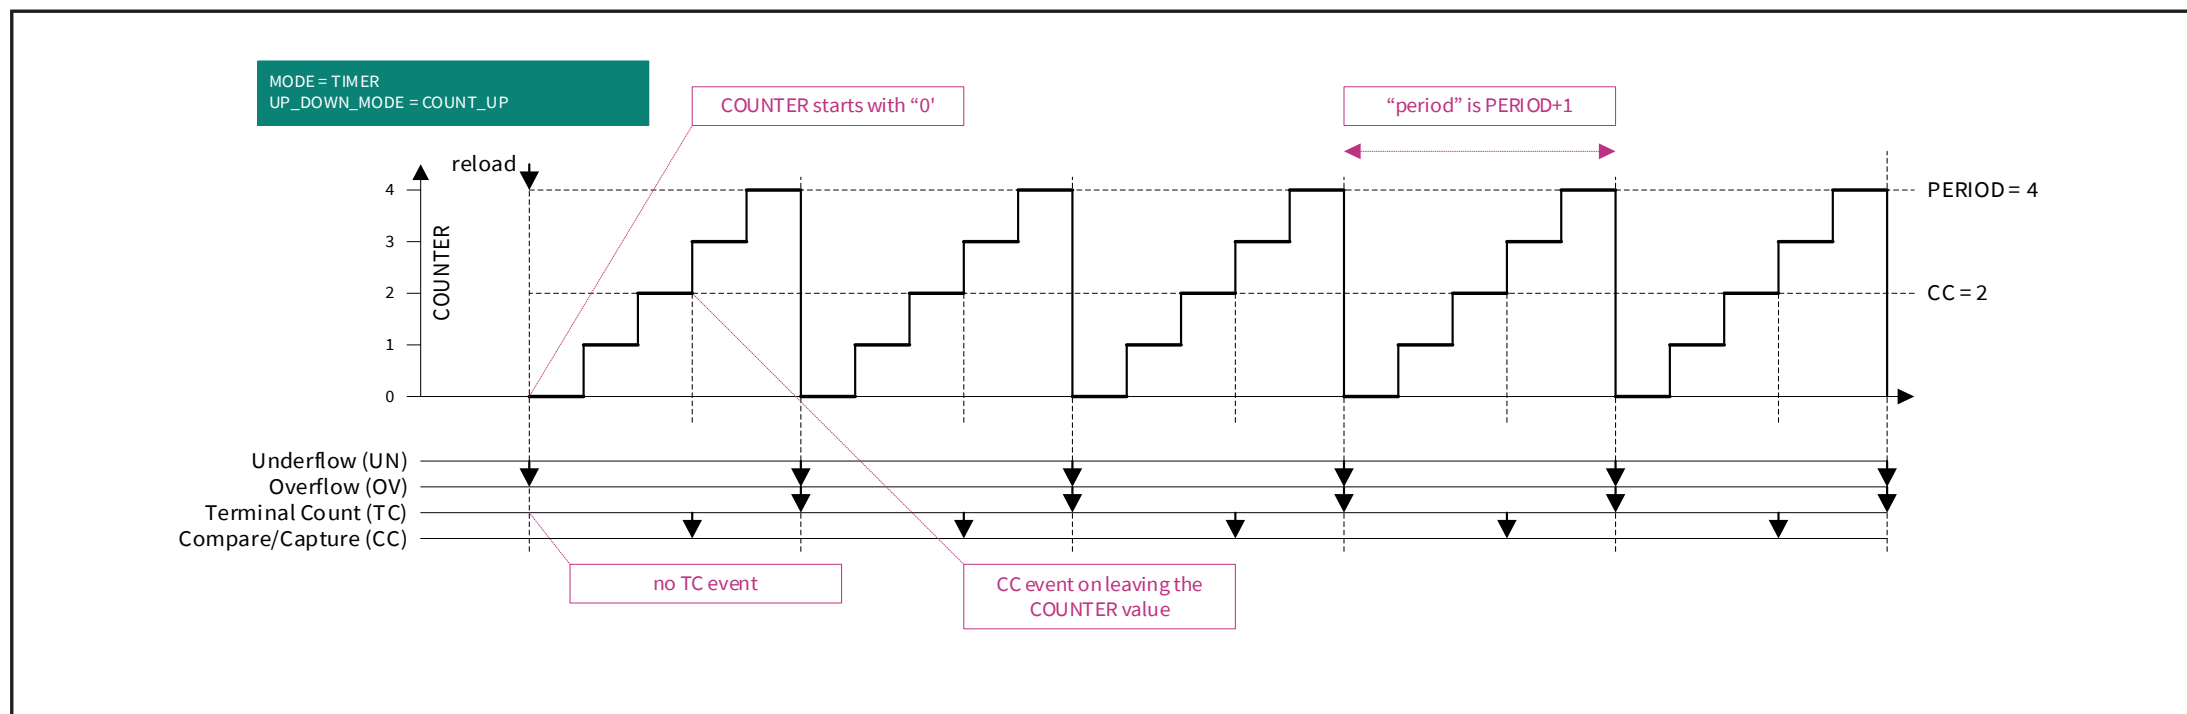 MODE = TIMER
UP_DOWN_MODE = COUNT_UP
COUNTER starts with “0'
“period” is PERIOD+1
reload
4
3
2
1
0
COUNTER
PERIOD = 4
CC = 2
Underflow (UN)
Overflow (OV)
Terminal Count (TC)
Compare/Capture (CC)
no TC event
CC event on leaving the
COUNTER value